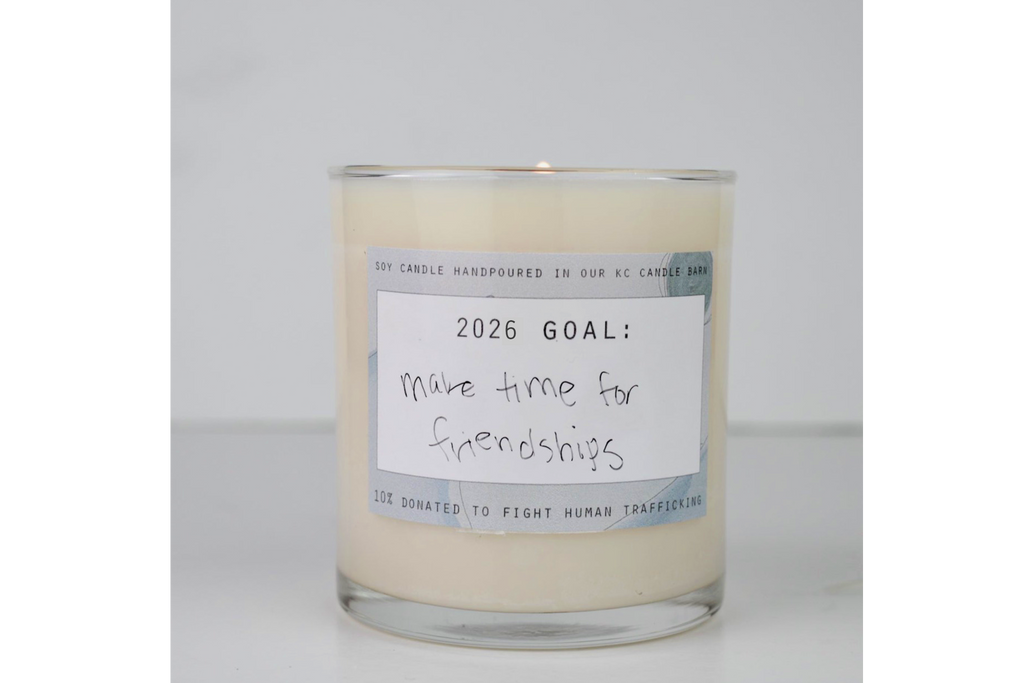 SOY CANDLE HANDPOURED IN OUR KC CANDLE BARN
2026 GOAL:
make time for
friendships
10% DONATED TO FIGHT HUMAN TRAFFICKING